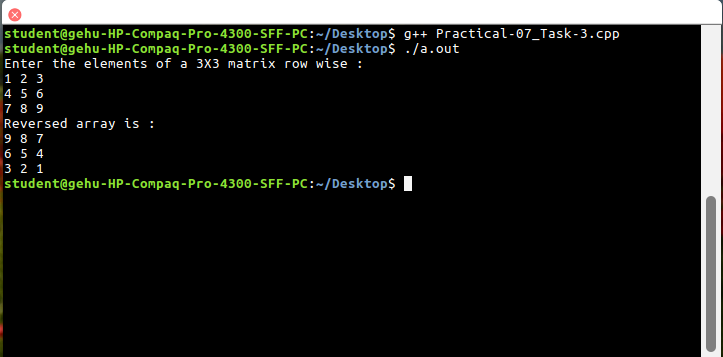 student@gehu-HP-Compaq-Pro-4300-SFF-PC:~/Desktop$ g++ Practical-07_Task-3.cpp
student@gehu-HP-Compaq-Pro-4300-SFF-PC:~/Desktop$ ./a.out
Enter the elements of a 3X3 matrix row wise :
1 2 3
4 5 6
7 8 9
Reversed array is :
9 8 7
6 5 4
3 2 1
student@gehu-HP-Compaq-Pro-4300-SFF-PC:~/Desktop$